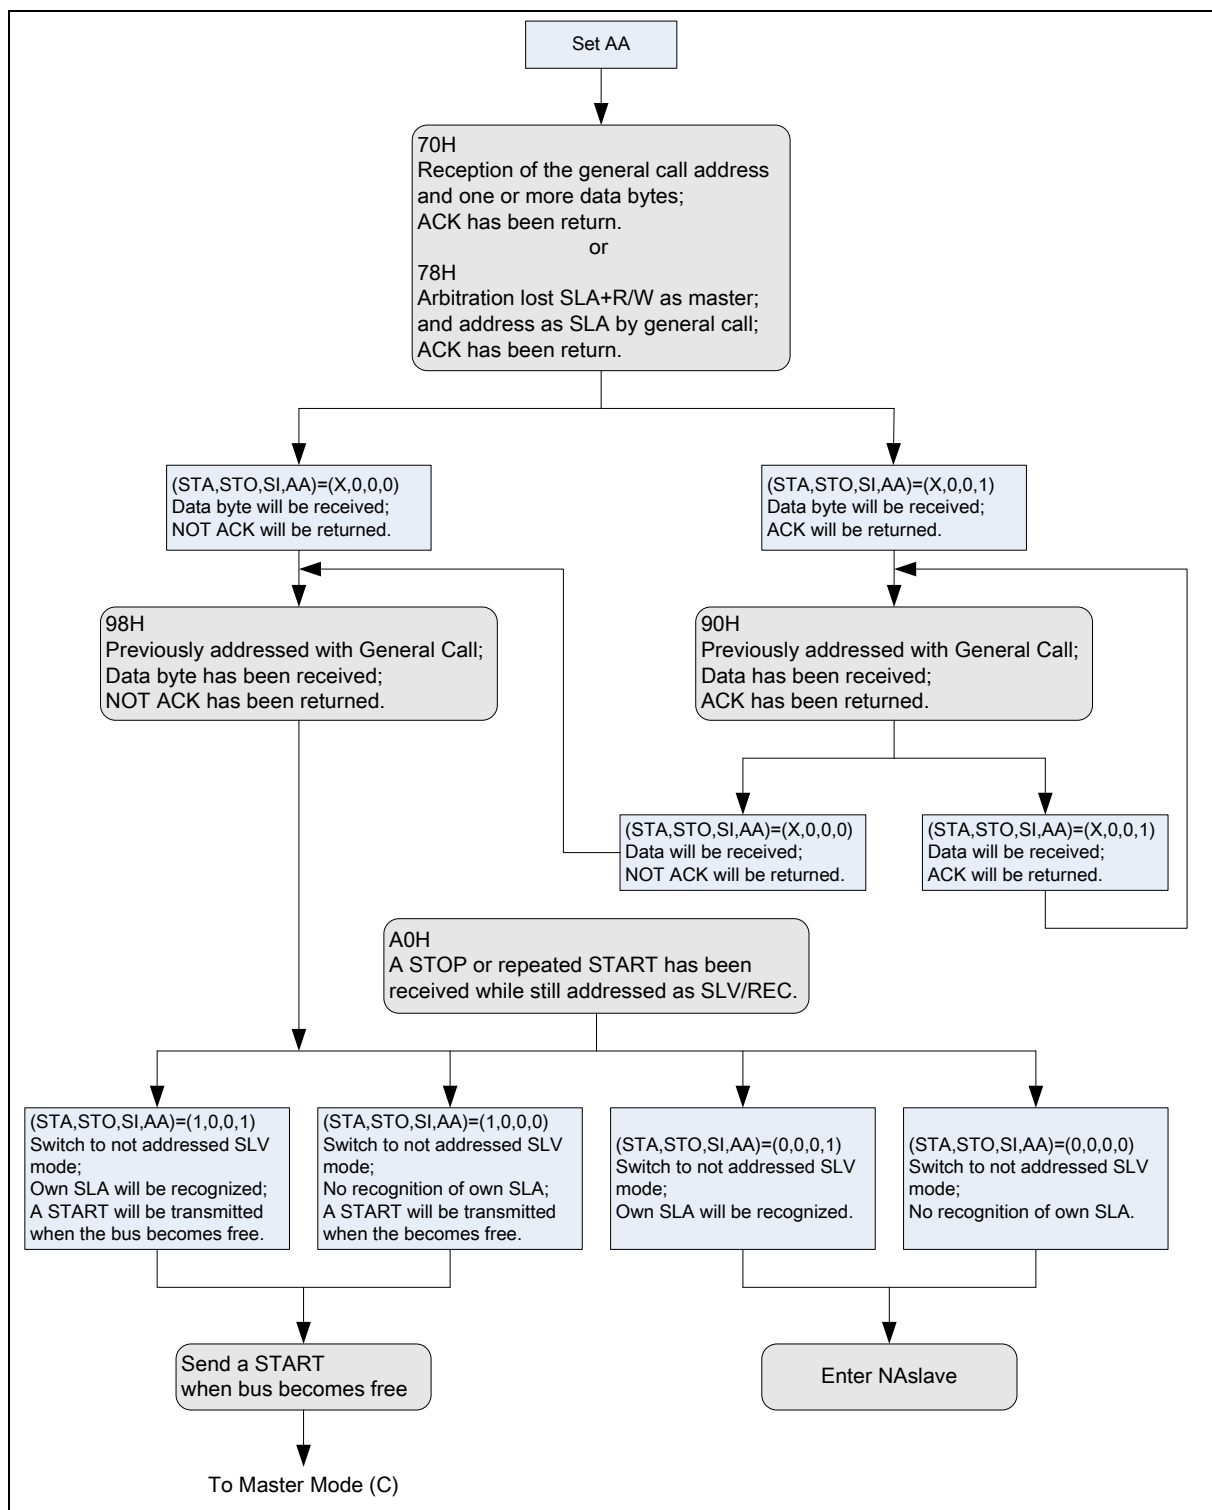 Set AA
70H
Reception of the general call address
and one or more data bytes;
ACK has been return.
or
78H
Arbitration lost SLA+R/W as master;
and address as SLA by general call;
ACK has been return.
(STA,STO,SI,AA)=(X,0,0,0)
Data byte will be received;
NOT ACK will be returned.
(STA,STO,SI,AA)=(X,0,0,1)
Data byte will be received;
ACK will be returned.
98H
Previously addressed with General Call;
Data byte has been received;
NOT ACK has been returned.
90H
Previously addressed with General Call;
Data has been received;
ACK has been returned.
(STA,STO,SI,AA)=(X,0,0,0)
Data will be received;
NOT ACK will be returned.
(STA,STO,SI,AA)=(X,0,0,1)
Data will be received;
ACK will be returned.
A0H
A STOP or repeated START has been
received while still addressed as SLV/REC.
(STA,STO,SI,AA)=(1,0,0,1)
Switch to not addressed SLV
mode;
Own SLA will be recognized;
A START will be transmitted
when the bus becomes free.
(STA,STO,SI,AA)=(1,0,0,0)
Switch to not addressed SLV
mode;
No recognition of own SLA;
A START will be transmitted
when the becomes free.
(STA,STO,SI,AA)=(0,0,0,1)
Switch to not addressed SLV
mode;
Own SLA will be recognized.
(STA,STO,SI,AA)=(0,0,0,0)
Switch to not addressed SLV
mode;
No recognition of own SLA.
Send a START
when bus becomes free
Enter NAslave
To Master Mode (C)